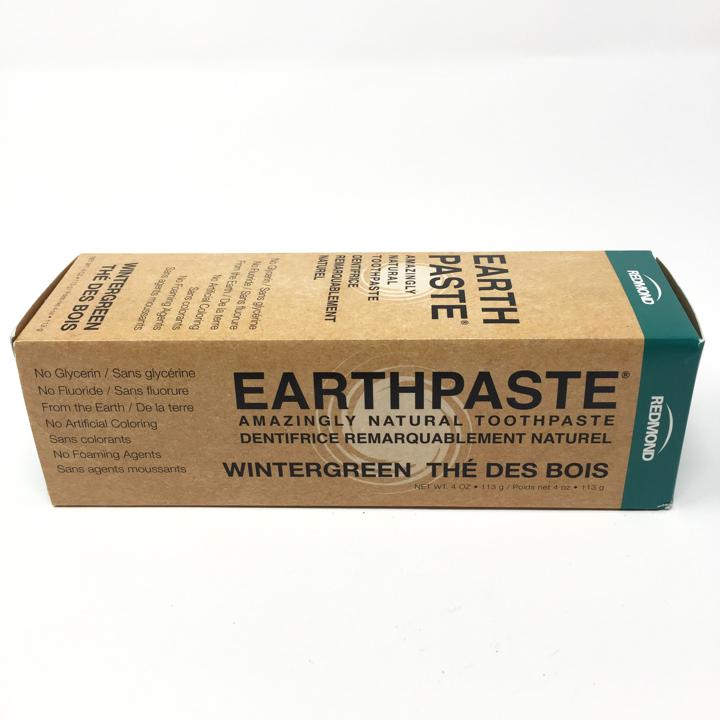 REDMOND
EARTH
PASTE®
AMAZINGLY
NATURAL
TOOTHPASTE
DENTIFRICE
REMARQUABLEMENT
NATUREL
No Glycerin / Sans glycérine
No Fluoride / Sans fluorure
From the Earth / De la terre
No Artificial Coloring
Sans colorants
No Foaming Agents
Sans agents moussants
WINTERGREEN
THÉ DES BOIS
No Glycerin / Sans glycérine
No Fluoride / Sans fluorure
From the Earth / De la terre
No Artificial Coloring
Sans colorants
No Foaming Agents
Sans agents moussants
EARTHPASTE®
AMAZINGLY NATURAL TOOTHPASTE
DENTIFRICE REMARQUABLEMENT NATUREL
WINTERGREEN THÉ DES BOIS
NET WT. 4 OZ • 113 g / Poids net 4 oz • 113 g
REDMOND